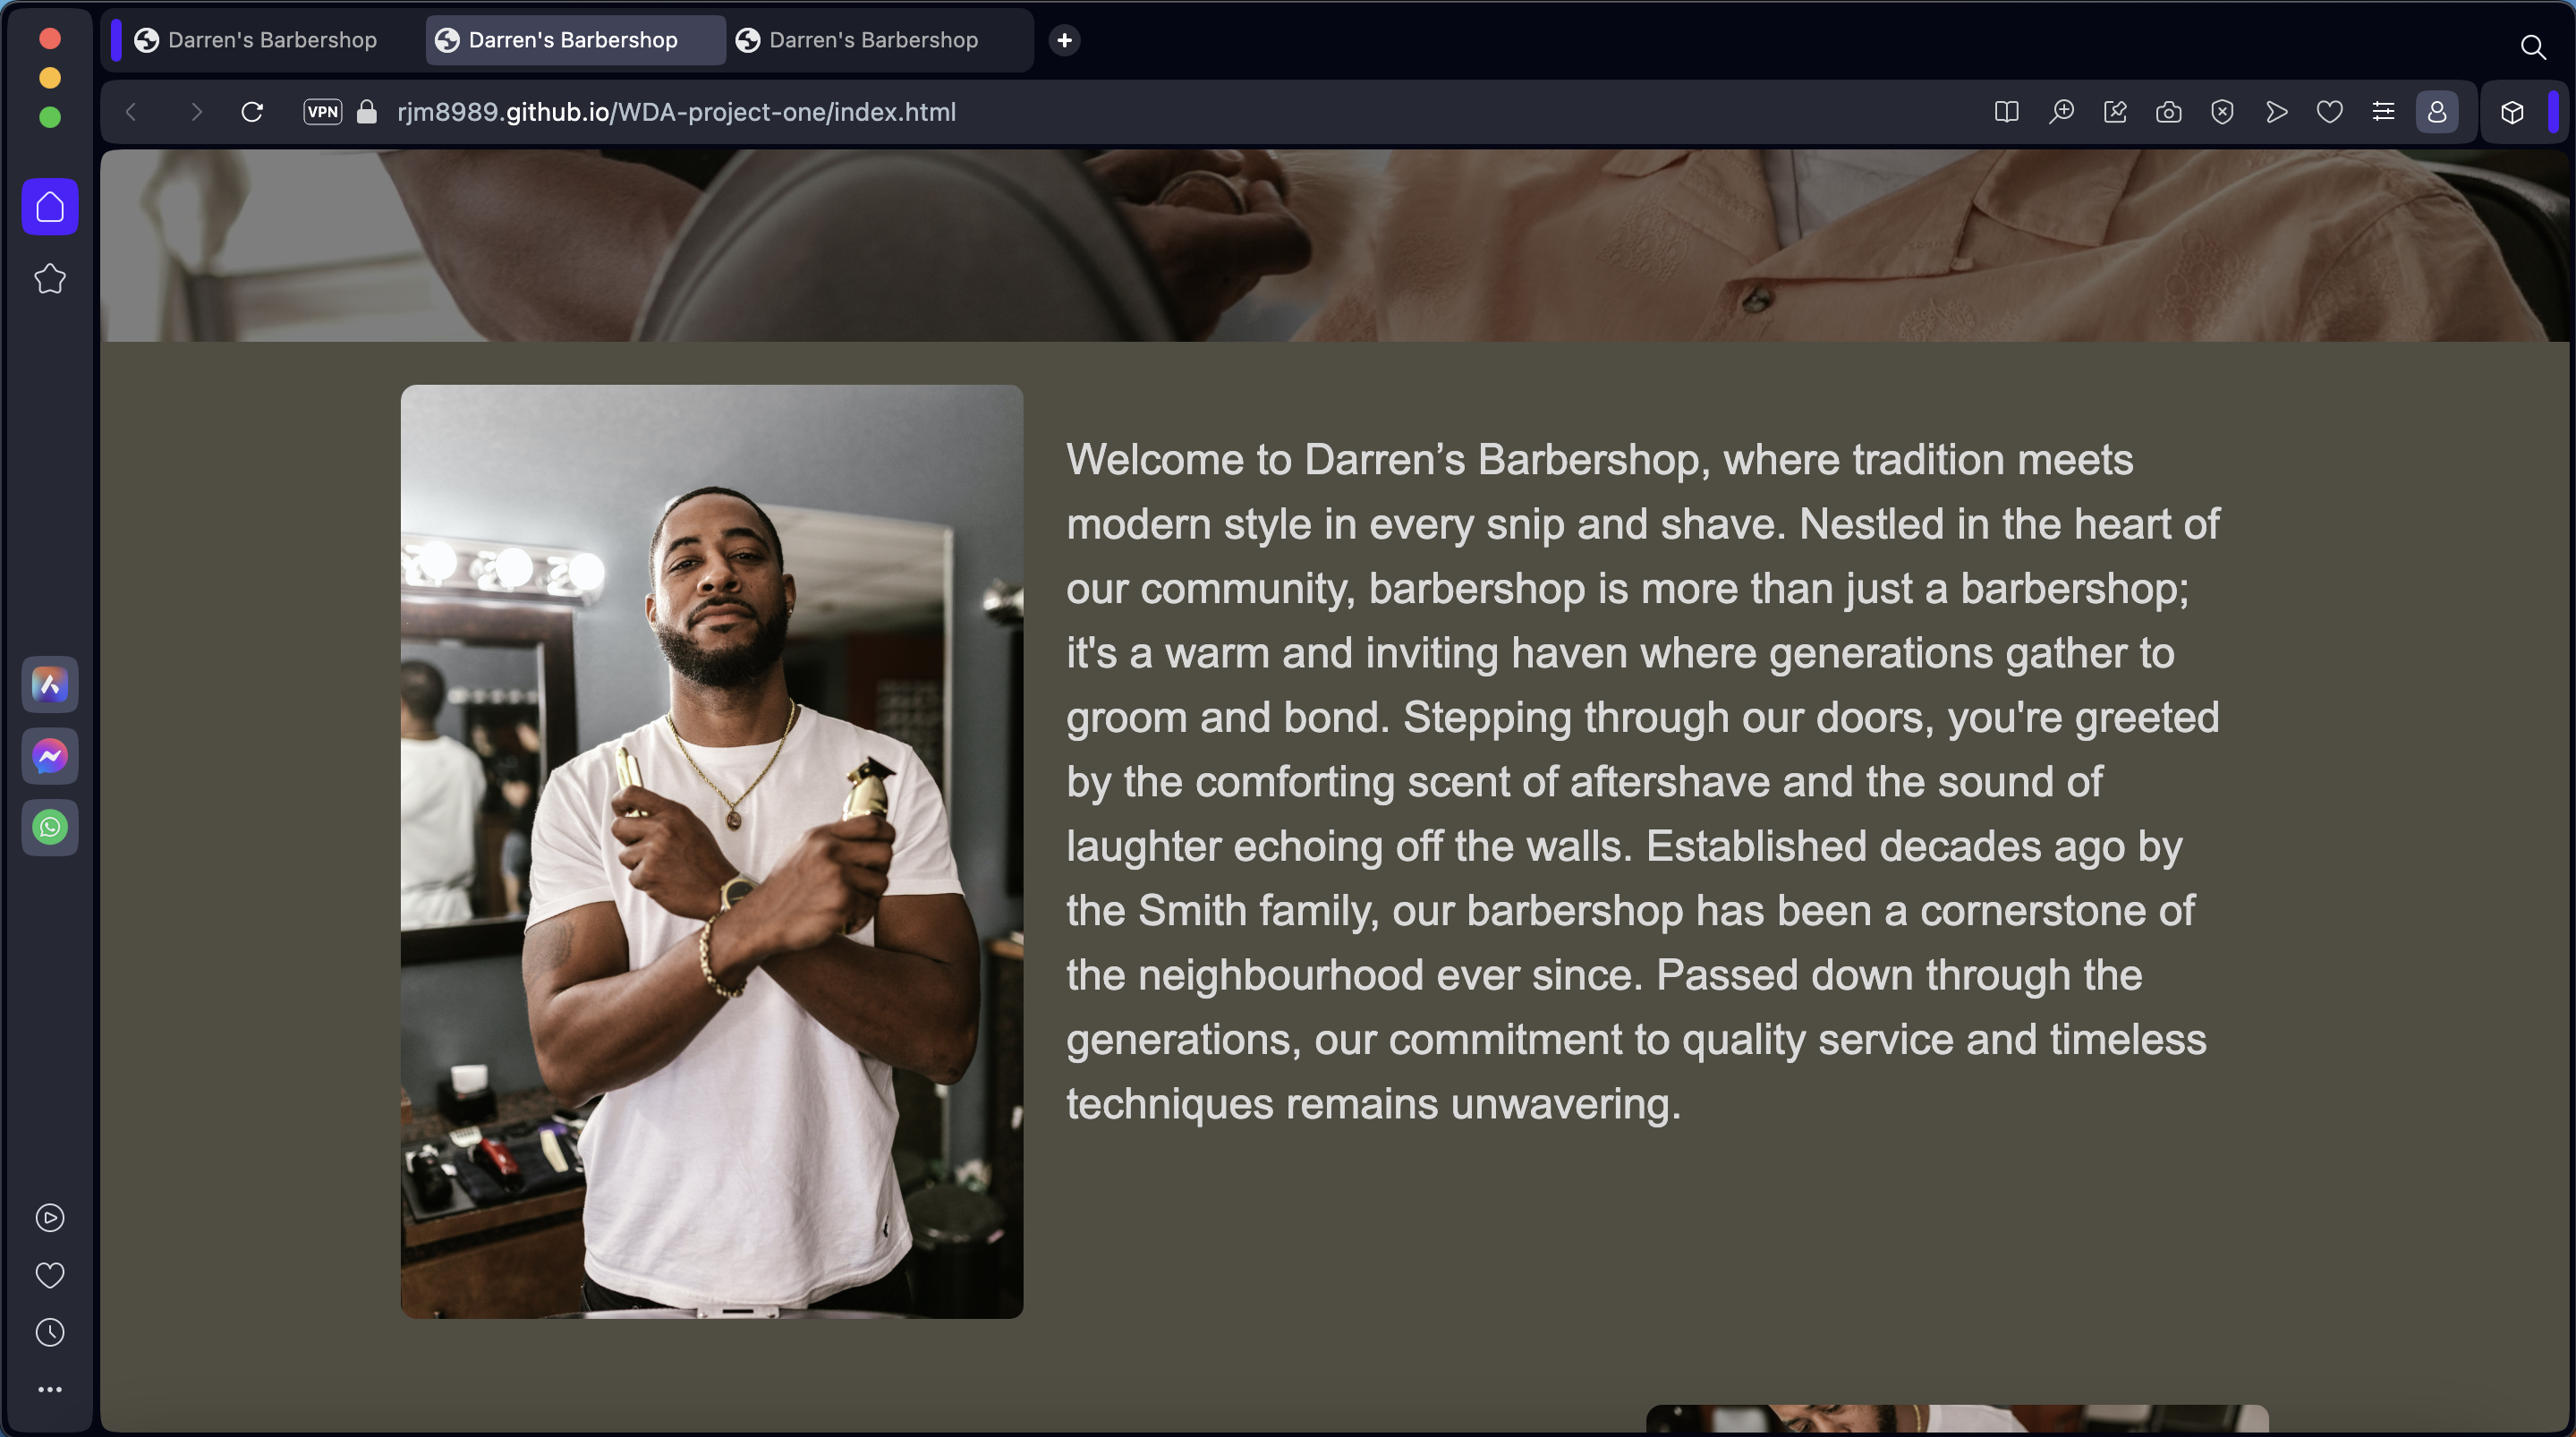 Darren's Barbershop
Darren's Barbershop
Darren's Barbershop
VPN
rjm8989.github.io/WDA-project-one/index.html
Welcome to Darren’s Barbershop, where tradition meets
modern style in every snip and shave. Nestled in the heart of
our community, barbershop is more than just a barbershop;
it's a warm and inviting haven where generations gather to
groom and bond. Stepping through our doors, you're greeted
by the comforting scent of aftershave and the sound of
laughter echoing off the walls. Established decades ago by
the Smith family, our barbershop has been a cornerstone of
the neighbourhood ever since. Passed down through the
generations, our commitment to quality service and timeless
techniques remains unwavering.